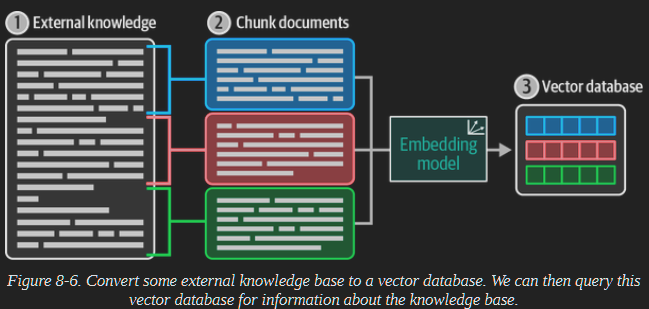 1 External knowledge
2 Chunk documents
3 Vector database
Embedding
model
Figure 8-6. Convert some external knowledge base to a vector database. We can then query this
vector database for information about the knowledge base.